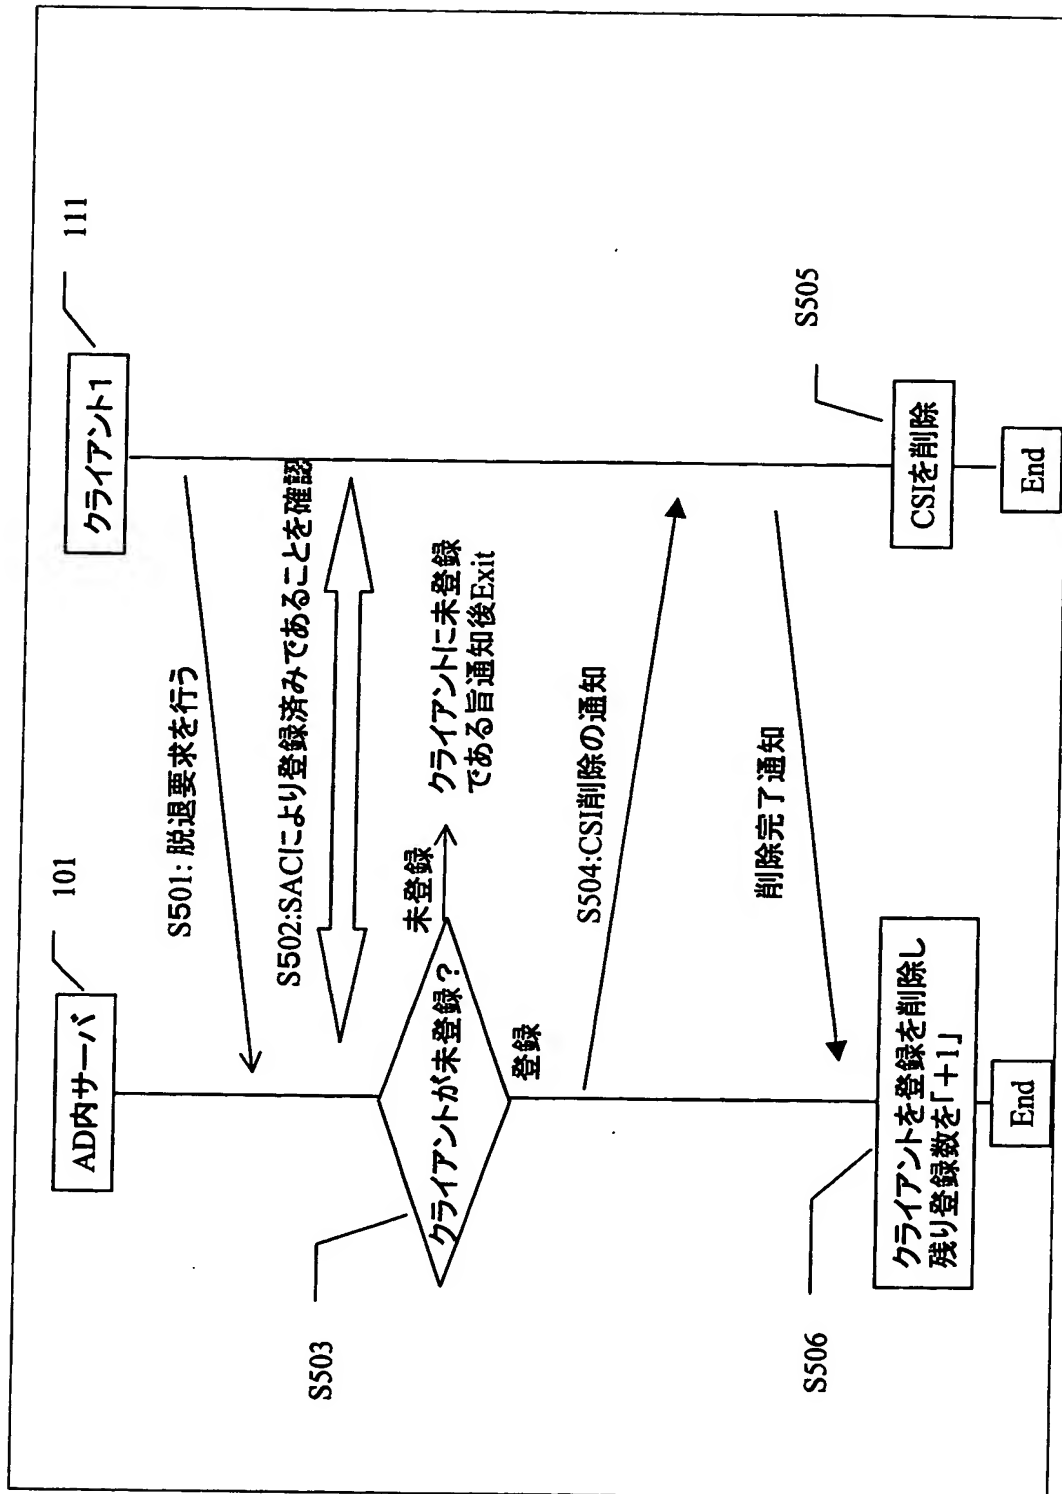 AD内サーバ
101
クライアント1
111
S501: 脱退要求を行う
S502:SACにより登録済みであることを確認
S503
クライアントが未登録?
未登録
クライアントに未登録
である旨通知後Exit
登録
S504:CSI削除の通知
削除完了通知
S505
CSIを削除
End
S506
クライアントを登録を削除し
残り登録数を「+1」
End